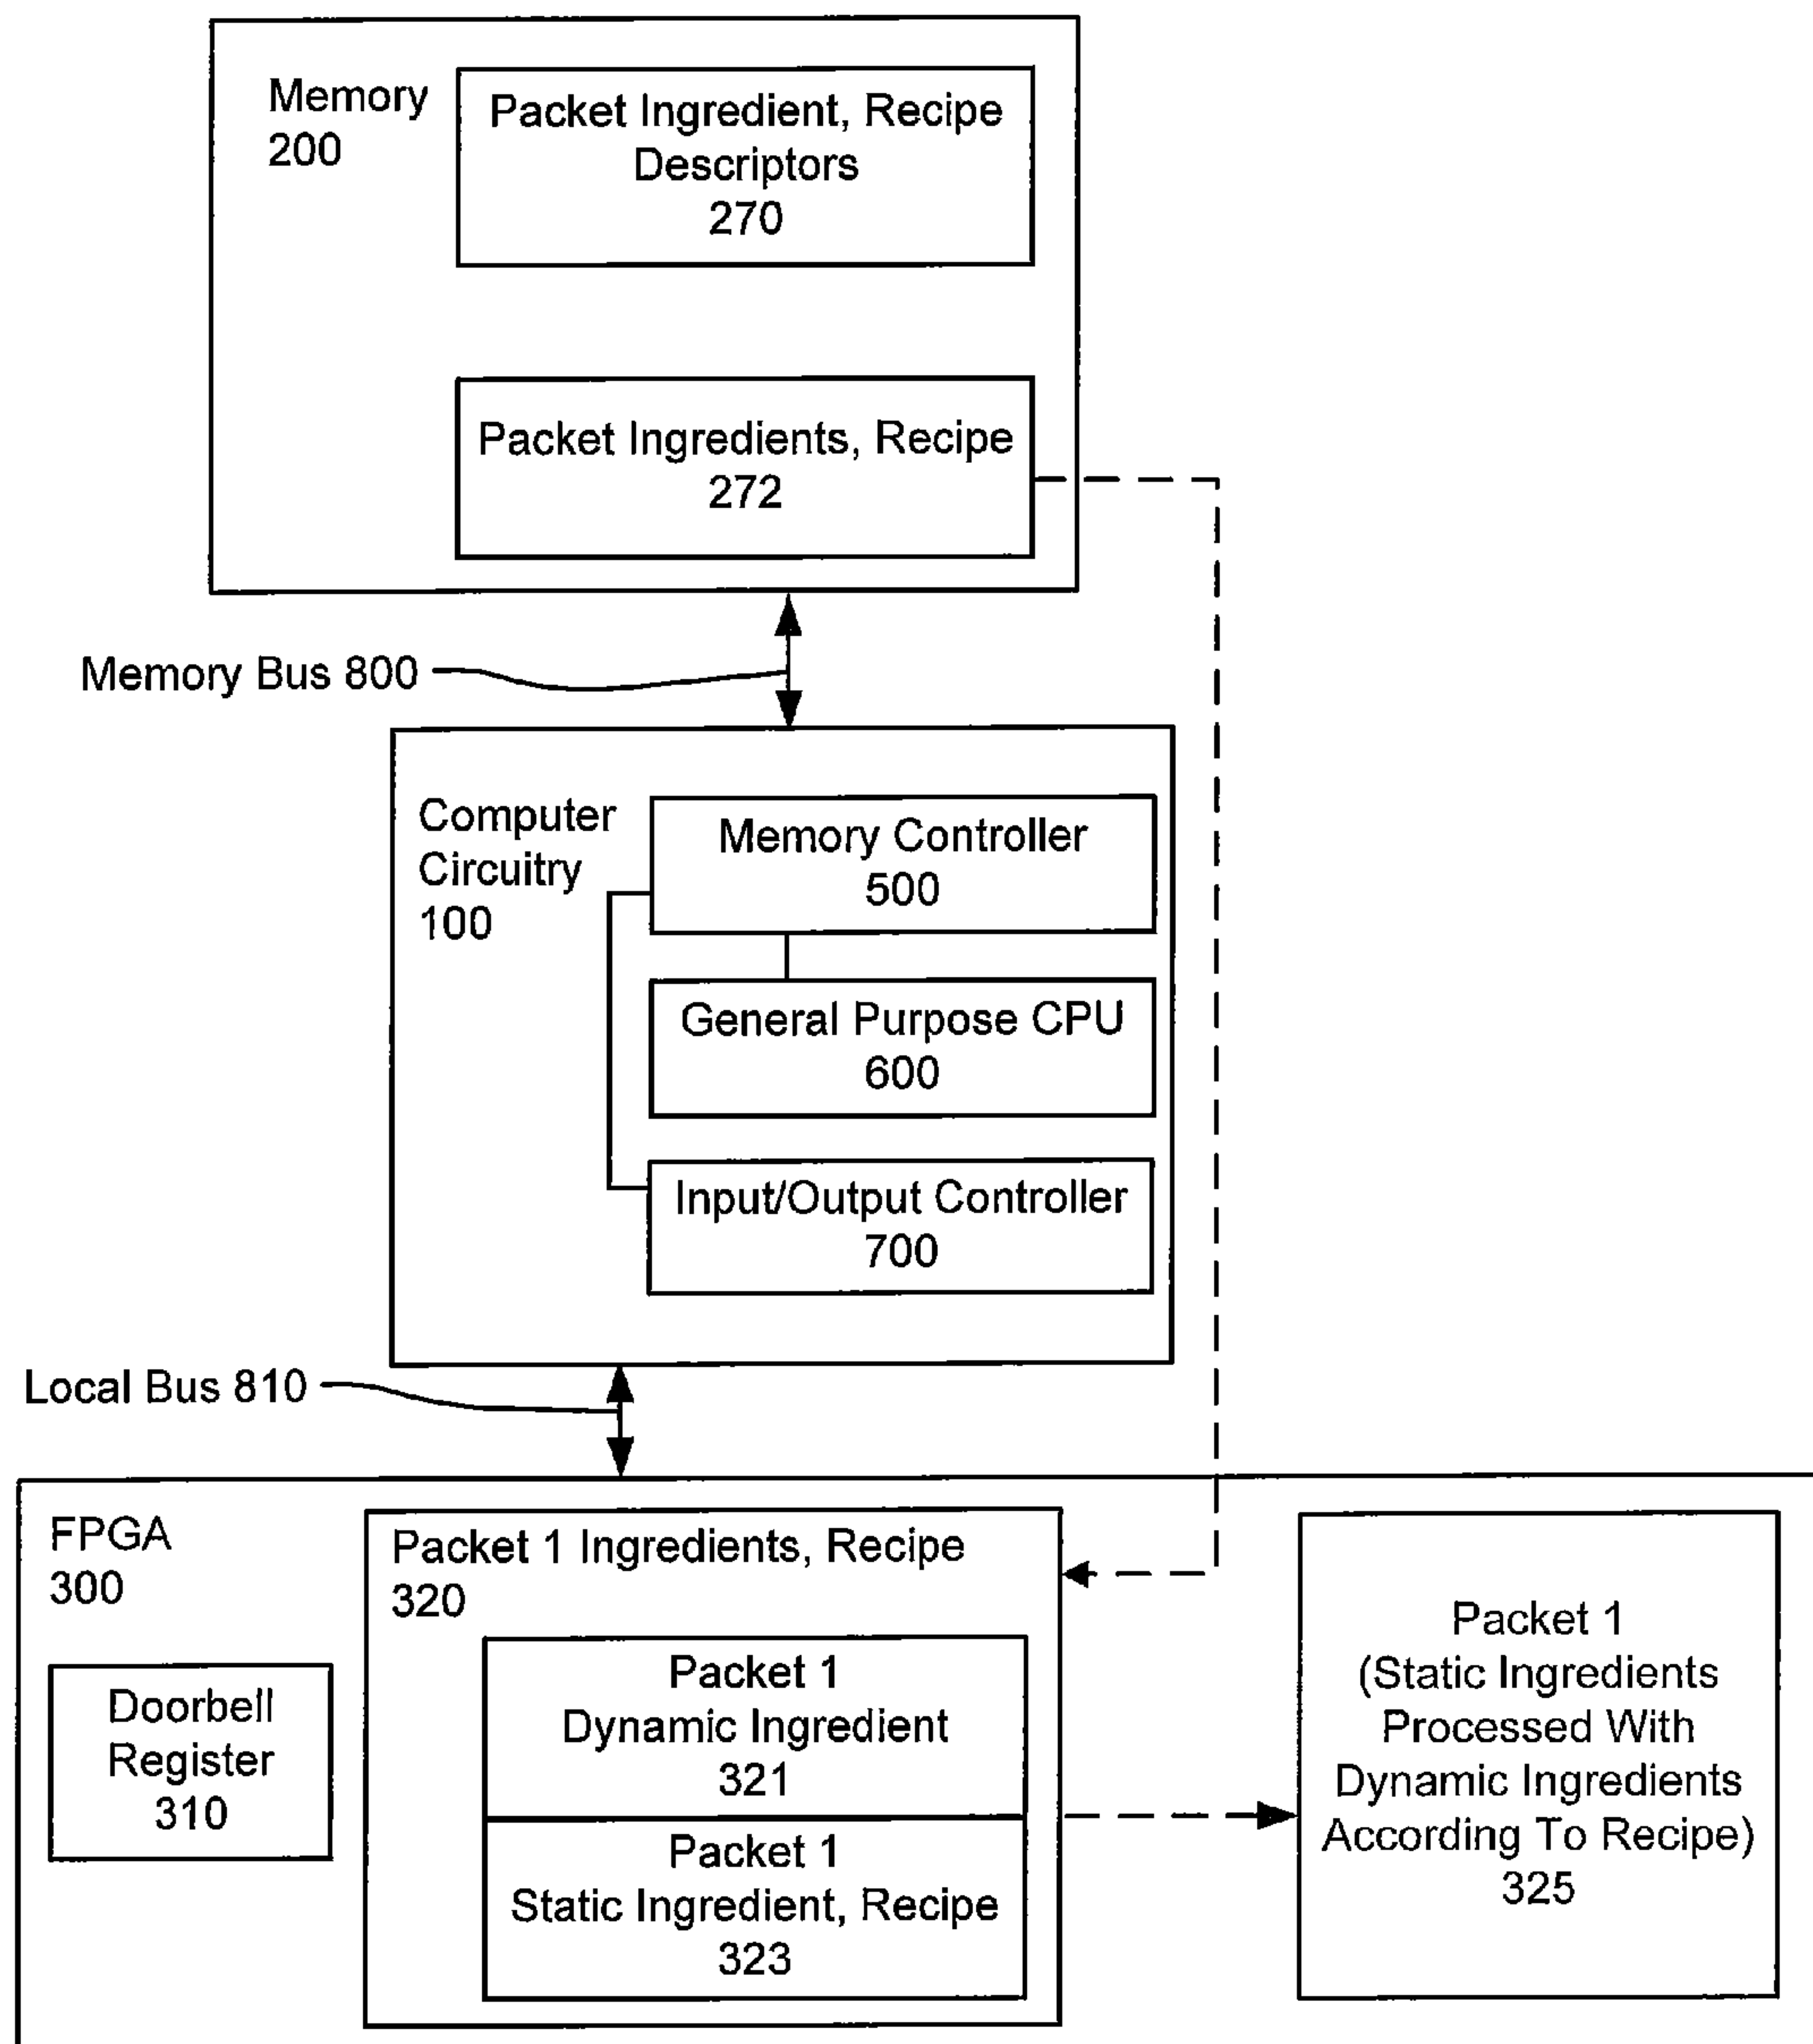 Memory
200
Packet Ingredient, Recipe
Descriptors
270
Packet Ingredients, Recipe
272
Memory Bus 800
Computer
Circuitry
100
Memory Controller
500
General Purpose CPU
600
Input/Output Controller
700
Local Bus 810
FPGA
300
Doorbell
Register
310
Packet 1 Ingredients, Recipe
320
Packet 1
Dynamic Ingredient
321
Packet 1
Static Ingredient, Recipe
323
Packet 1
(Static Ingredients
Processed With
Dynamic Ingredients
According To Recipe)
325